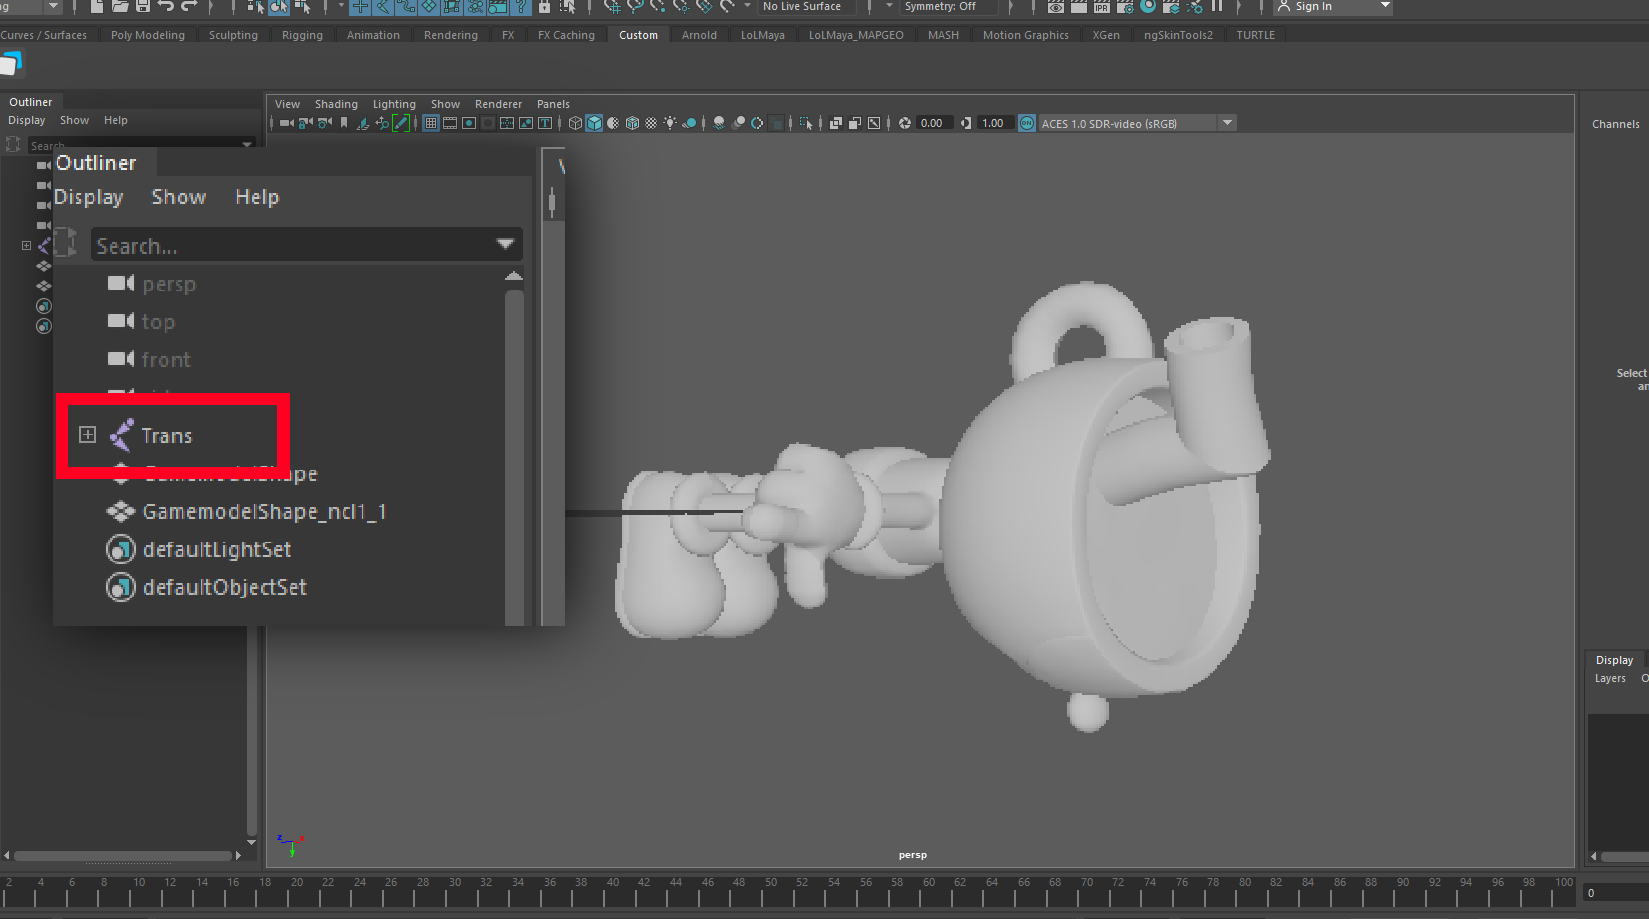 ng
No Live Surface
Symmetry: Off
IPR
Sign In
Curves / Surfaces
Poly Modeling
Sculpting
Rigging
Animation
Rendering
FX
FX Caching
Custom
Arnold
LoLMaya
LoLMaya_MAPGEO
MASH
Motion Graphics
XGen
ngSkinTools2
TURTLE
Outliner
Display Show Help
Search...
View Shading Lighting Show Renderer Panels
0.00
1.00
ON
ACES 1.0 SDR-video (sRGB)
Channels
Outliner
Display Show Help
Search...
persp
top
front
Trans
GamemodelShape
GamemodelShape_ncl1_1
defaultLightSet
defaultObjectSet
Select
an
z x
y
persp
Display
Layers O
2 4 6 8 10 12 14 16 18 20 22 24 26 28 30 32 34 36 38 40 42 44 46 48 50 52 54 56 58 60 62 64 66 68 70 72 74 76 78 80 82 84 86 88 90 92 94 96 98 100
0